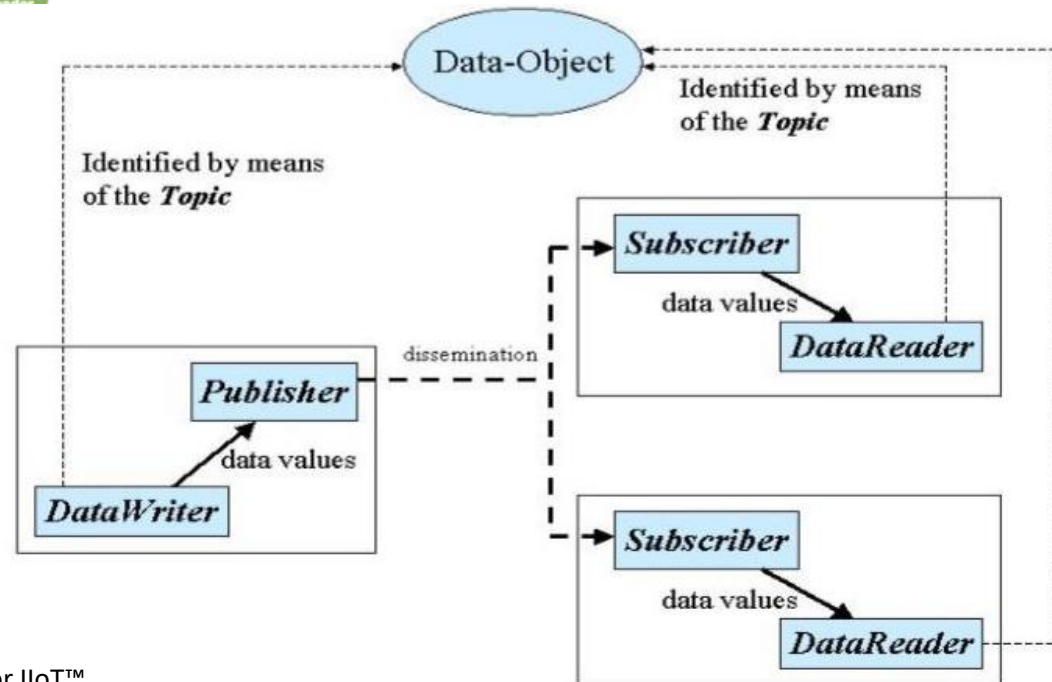 Data-Object
Identified by means
of the Topic
Identified by means
of the Topic
Subscriber
data values
DataReader
dissemination
Publisher
data values
DataWriter
Subscriber
data values
DataReader
IIoT™